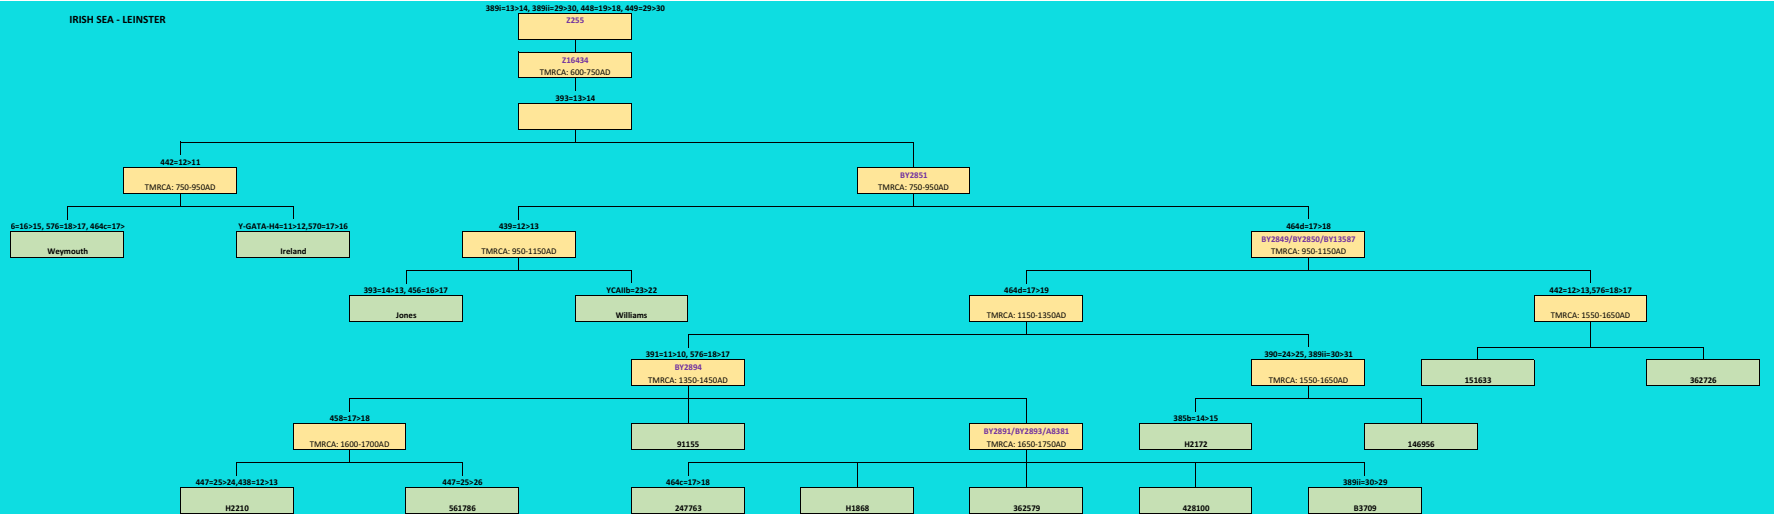 389i=13>14, 389ii=29>30, 448=19>18, 449=29>30
IRISH SEA - LEINSTER
Z255
Z16434
TMRCA: 600-750AD
393=13>14
442=12>11
TMRCA: 750-950AD
BY2851
TMRCA: 750-950AD
6=16>15, 576=18>17, 464c=17>
Weymouth
Y-GATA-H4=11>12,570=17>16
Ireland
439=12>13
TMRCA: 950-1150AD
464d=17>18
BY2849/BY2850/BY13587
TMRCA: 950-1150AD
393=14>13, 456=16>17
Jones
YCAIIb=23>22
Williams
464d=17>19
TMRCA: 1150-1350AD
442=12>13,576=18>17
TMRCA: 1550-1650AD
391=11>10, 576=18>17
BY2894
TMRCA: 1350-1450AD
390=24>25, 389ii=30>31
TMRCA: 1550-1650AD
151633
362726
458=17>18
TMRCA: 1600-1700AD
91155
BY2891/BY2893/A8381
TMRCA: 1650-1750AD
385b=14>15
H2172
146956
447=25>24,438=12>13
H2210
447=25>26
561786
464c=17>18
247763
H1868
362579
428100
389ii=30>29
B3709